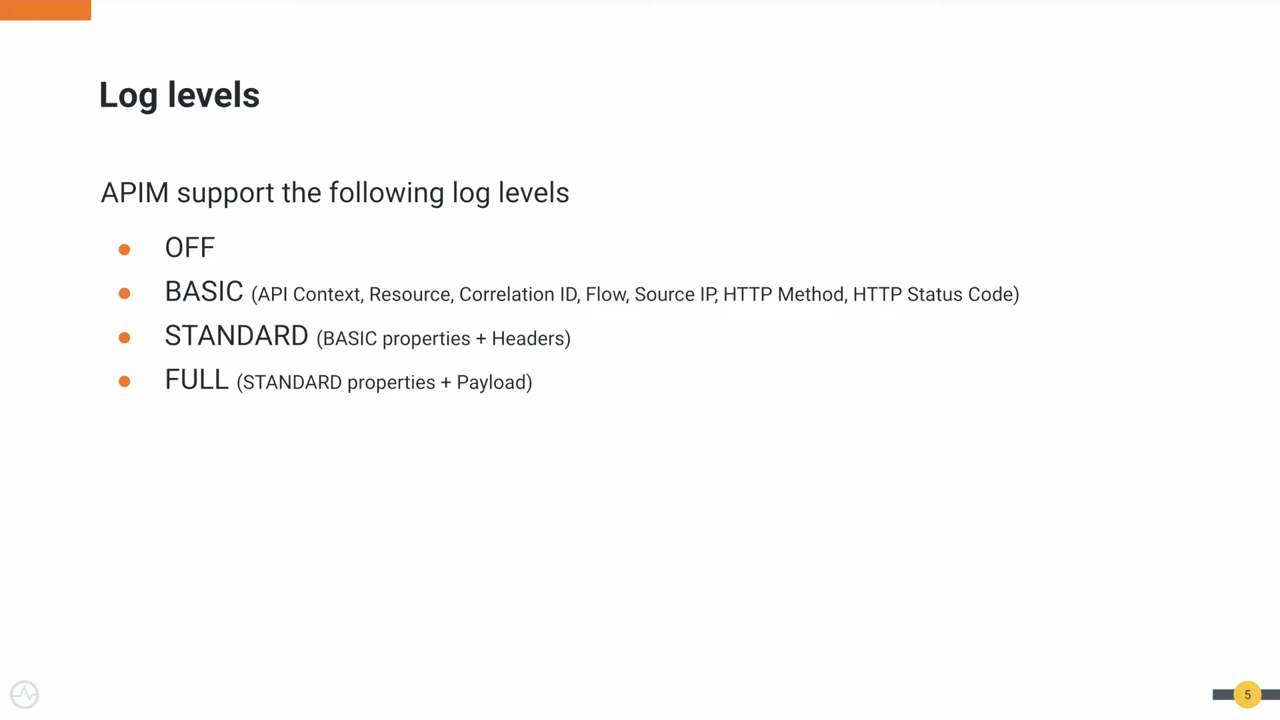 Log levels
APIM support the following log levels
● OFF
● BASIC (API Context, Resource, Correlation ID, Flow, Source IP, HTTP Method, HTTP Status Code)
● STANDARD (BASIC properties + Headers)
● FULL (STANDARD properties + Payload)
5